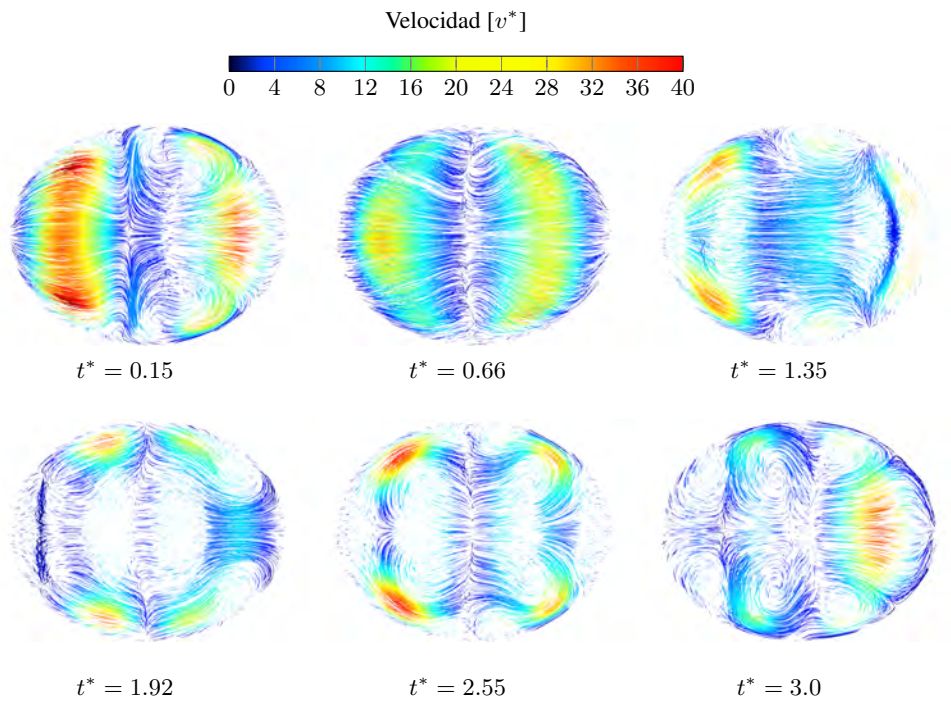 Velocidad [v*]
0 4 8 12 16 20 24 28 32 36 40
t* = 0.15 t* = 0.66 t* = 1.35
t* = 1.92 t* = 2.55 t* = 3.0